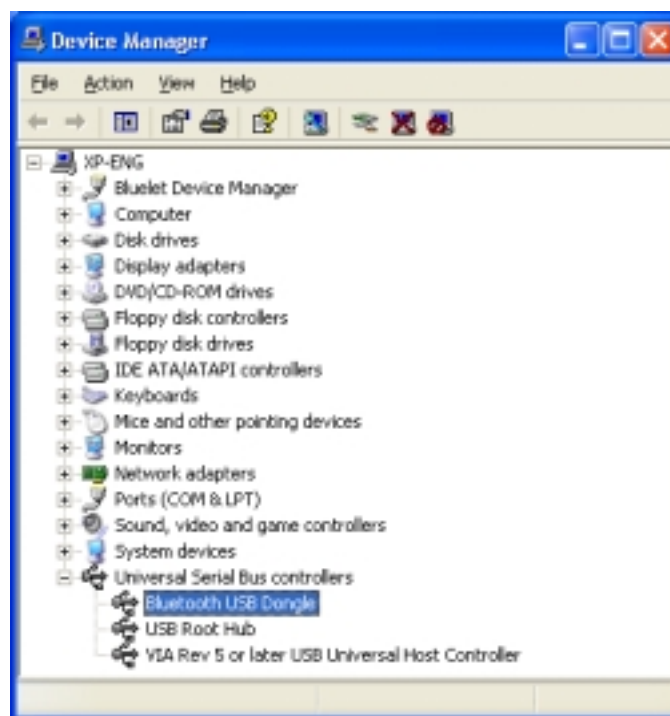 Device Manager
File Action View Help
XP-ENG
Bluelet Device Manager
Computer
Disk drives
Display adapters
DVD/CD-ROM drives
Floppy disk controllers
Floppy disk drives
IDE ATA/ATAPI controllers
Keyboards
Mice and other pointing devices
Monitors
Network adapters
Ports (COM & LPT)
Sound, video and game controllers
System devices
Universal Serial Bus controllers
Bluetooth USB Dongle
USB Root Hub
VIA Rev 5 or later USB Universal Host Controller